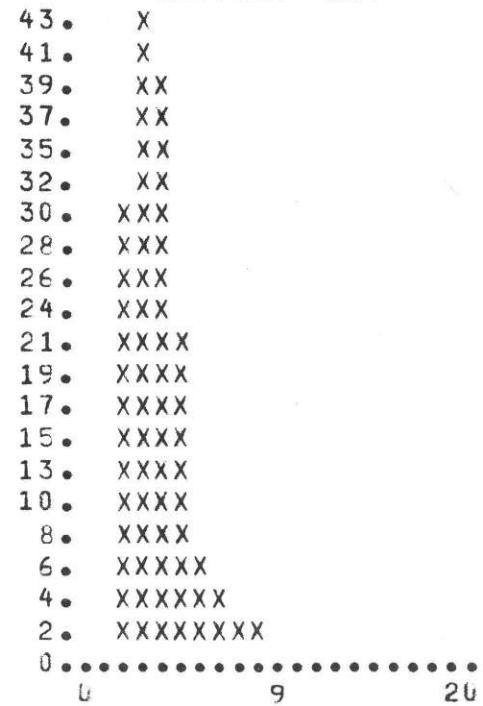 43. X
41. X
39. XX
37. XX
35. XX
32. XX
30. XXX
28. XXX
26. XXX
24. XXX
21. XXXX
19. XXXX
17. XXXX
15. XXXX
13. XXXX
10. XXXX
8. XXXX
6. XXXXX
4. XXXXXX
2. XXXXXXXX
0.......................
0 9 20